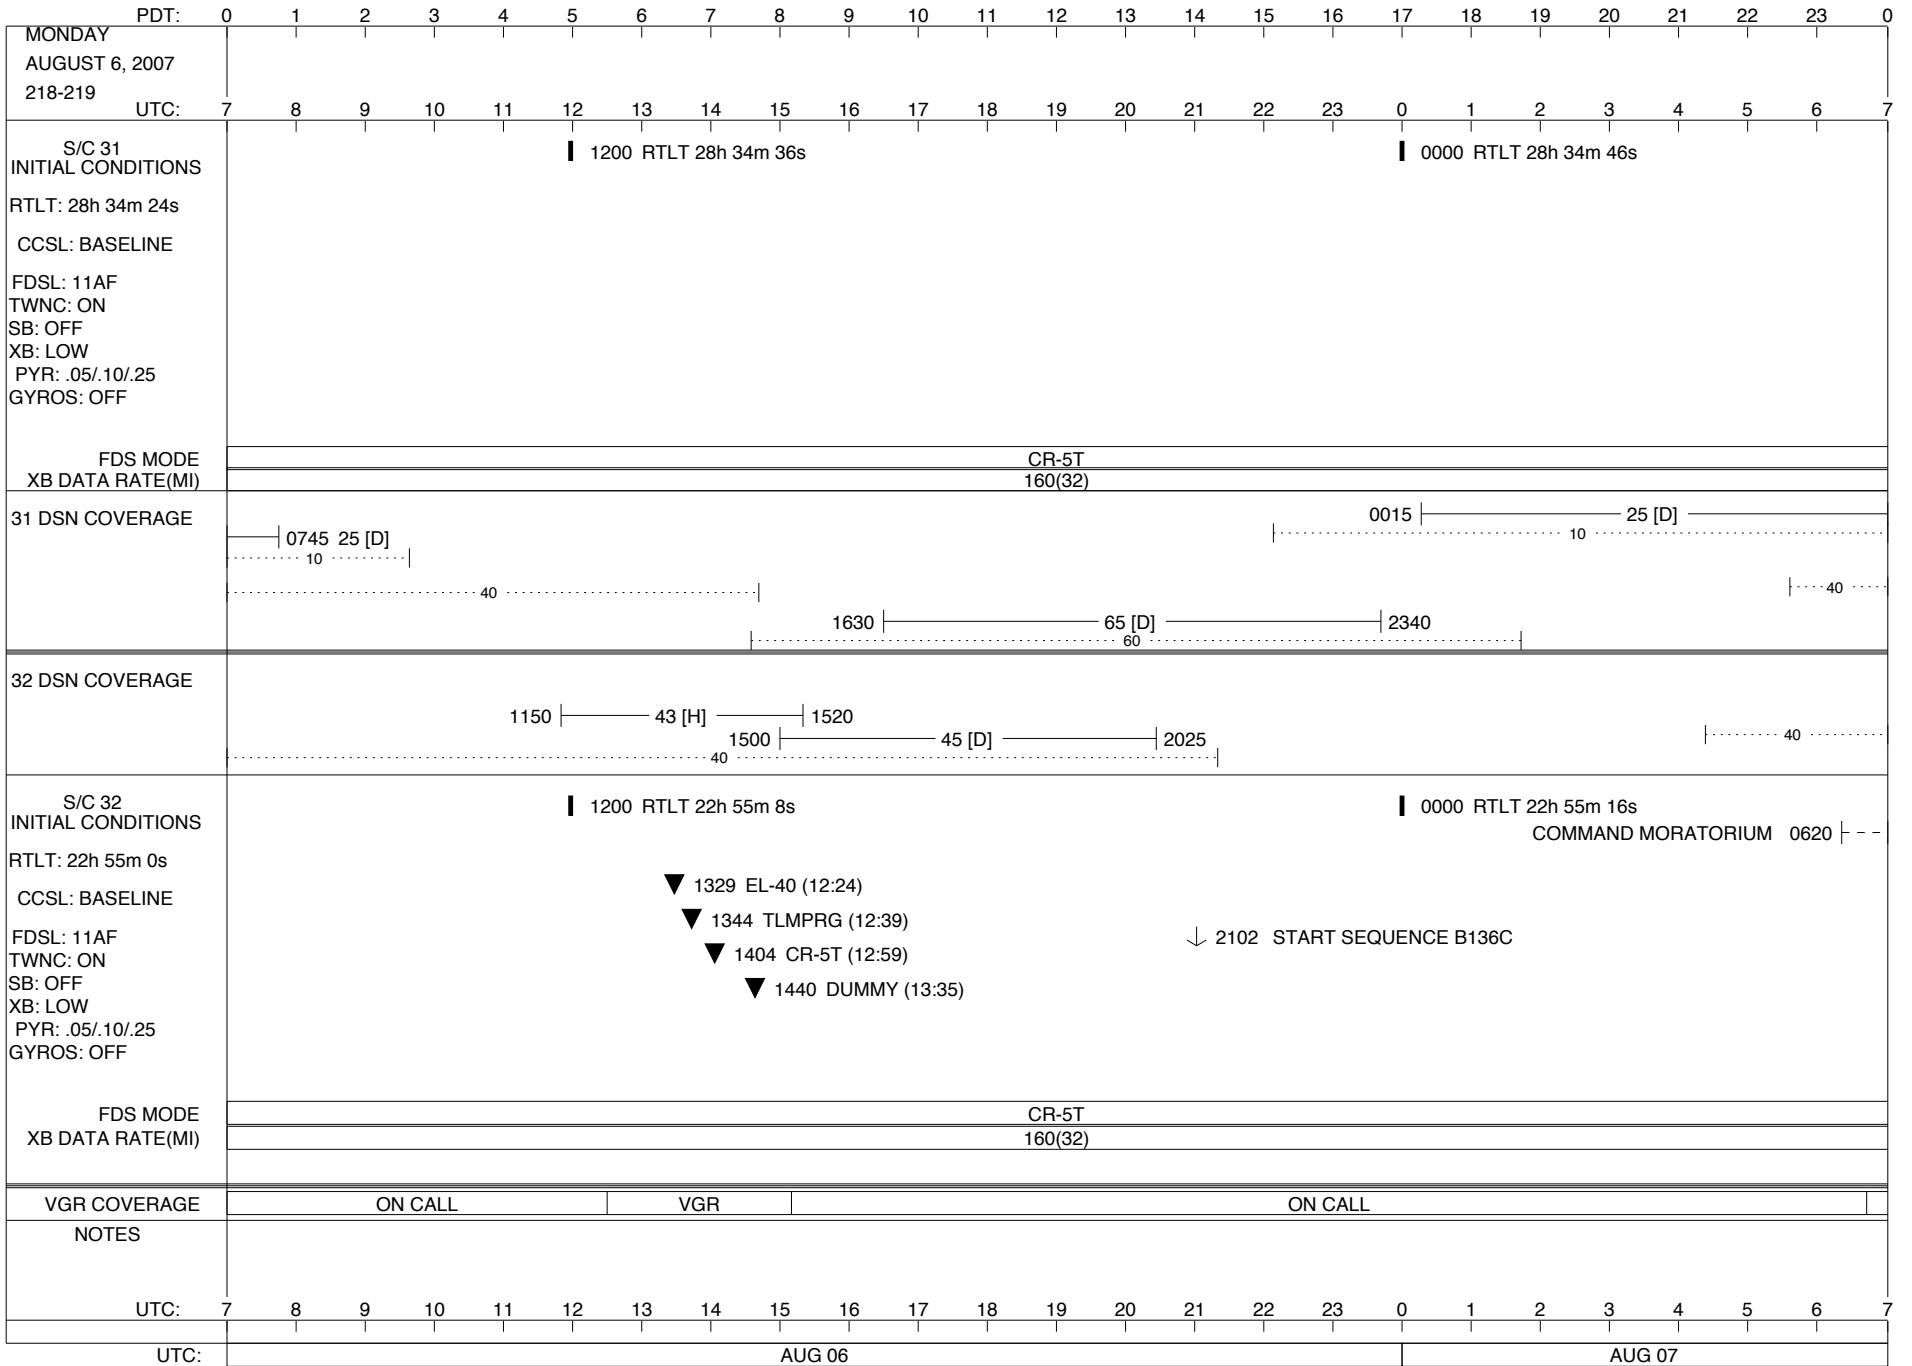 PDT: 0 1 2 3 4 5 6 7 8 9 10 11 12 13 14 15 16 17 18 19 20 21 22 23 0
MONDAY
AUGUST 6, 2007
218-219
UTC: 7 8 9 10 11 12 13 14 15 16 17 18 19 20 21 22 23 0 1 2 3 4 5 6 7
S/C 31
INITIAL CONDITIONS
1200 RTLT 28h 34m 36s
0000 RTLT 28h 34m 46s
RTLT: 28h 34m 24s
CCSL: BASELINE
FDSL: 11AF
TWNC: ON
SB: OFF
XB: LOW
PYR: .05/.10/.25
GYROS: OFF
FDS MODE CR-5T
XB DATA RATE(MI) 160(32)
31 DSN COVERAGE
0015 25 [D]
10
0745 25 [D]
10
40
40
1630 65 [D] 2340
60
32 DSN COVERAGE
1150 43 [H] 1520
1500 45 [D] 2025
40
40
S/C 32
INITIAL CONDITIONS
1200 RTLT 22h 55m 8s
0000 RTLT 22h 55m 16s
COMMAND MORATORIUM 0620
RTLT: 22h 55m 0s
CCSL: BASELINE
FDSL: 11AF
TWNC: ON
SB: OFF
XB: LOW
PYR: .05/.10/.25
GYROS: OFF
1329 EL-40 (12:24)
1344 TLMPRG (12:39)
1404 CR-5T (12:59)
1440 DUMMY (13:35)
2102 START SEQUENCE B136C
FDS MODE CR-5T
XB DATA RATE(MI) 160(32)
VGR COVERAGE ON CALL VGR ON CALL
NOTES
UTC: 7 8 9 10 11 12 13 14 15 16 17 18 19 20 21 22 23 0 1 2 3 4 5 6 7
UTC: AUG 06 AUG 07